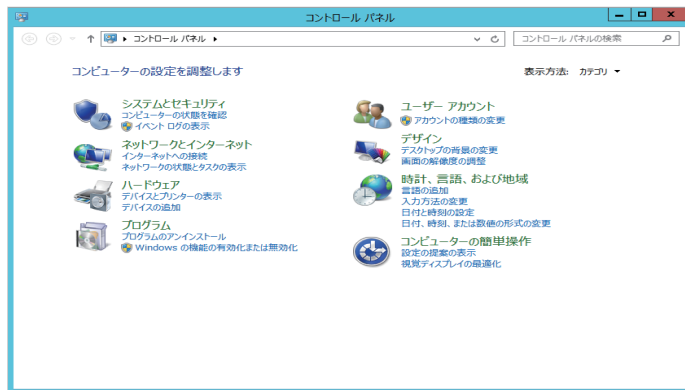 コントロール パネル
コントロール パネル
コントロール パネルの検索
コンピューターの設定を調整します
表示方法: カテゴリ
システムとセキュリティ
コンピューターの状態を確認
イベント ログの表示
ネットワークとインターネット
インターネットへの接続
ネットワークの状態とタスクの表示
ハードウェア
デバイスとプリンターの表示
デバイスの追加
プログラム
プログラムのアンインストール
Windows の機能の有効化または無効化
ユーザー アカウント
アカウントの種類の変更
デザイン
デスクトップの背景の変更
画面の解像度の調整
時計、言語、および地域
言語の追加
入力方法の変更
日付と時刻の設定
日付、時刻、または数値の形式の変更
コンピューターの簡単操作
設定の提案の表示
視覚ディスプレイの最適化